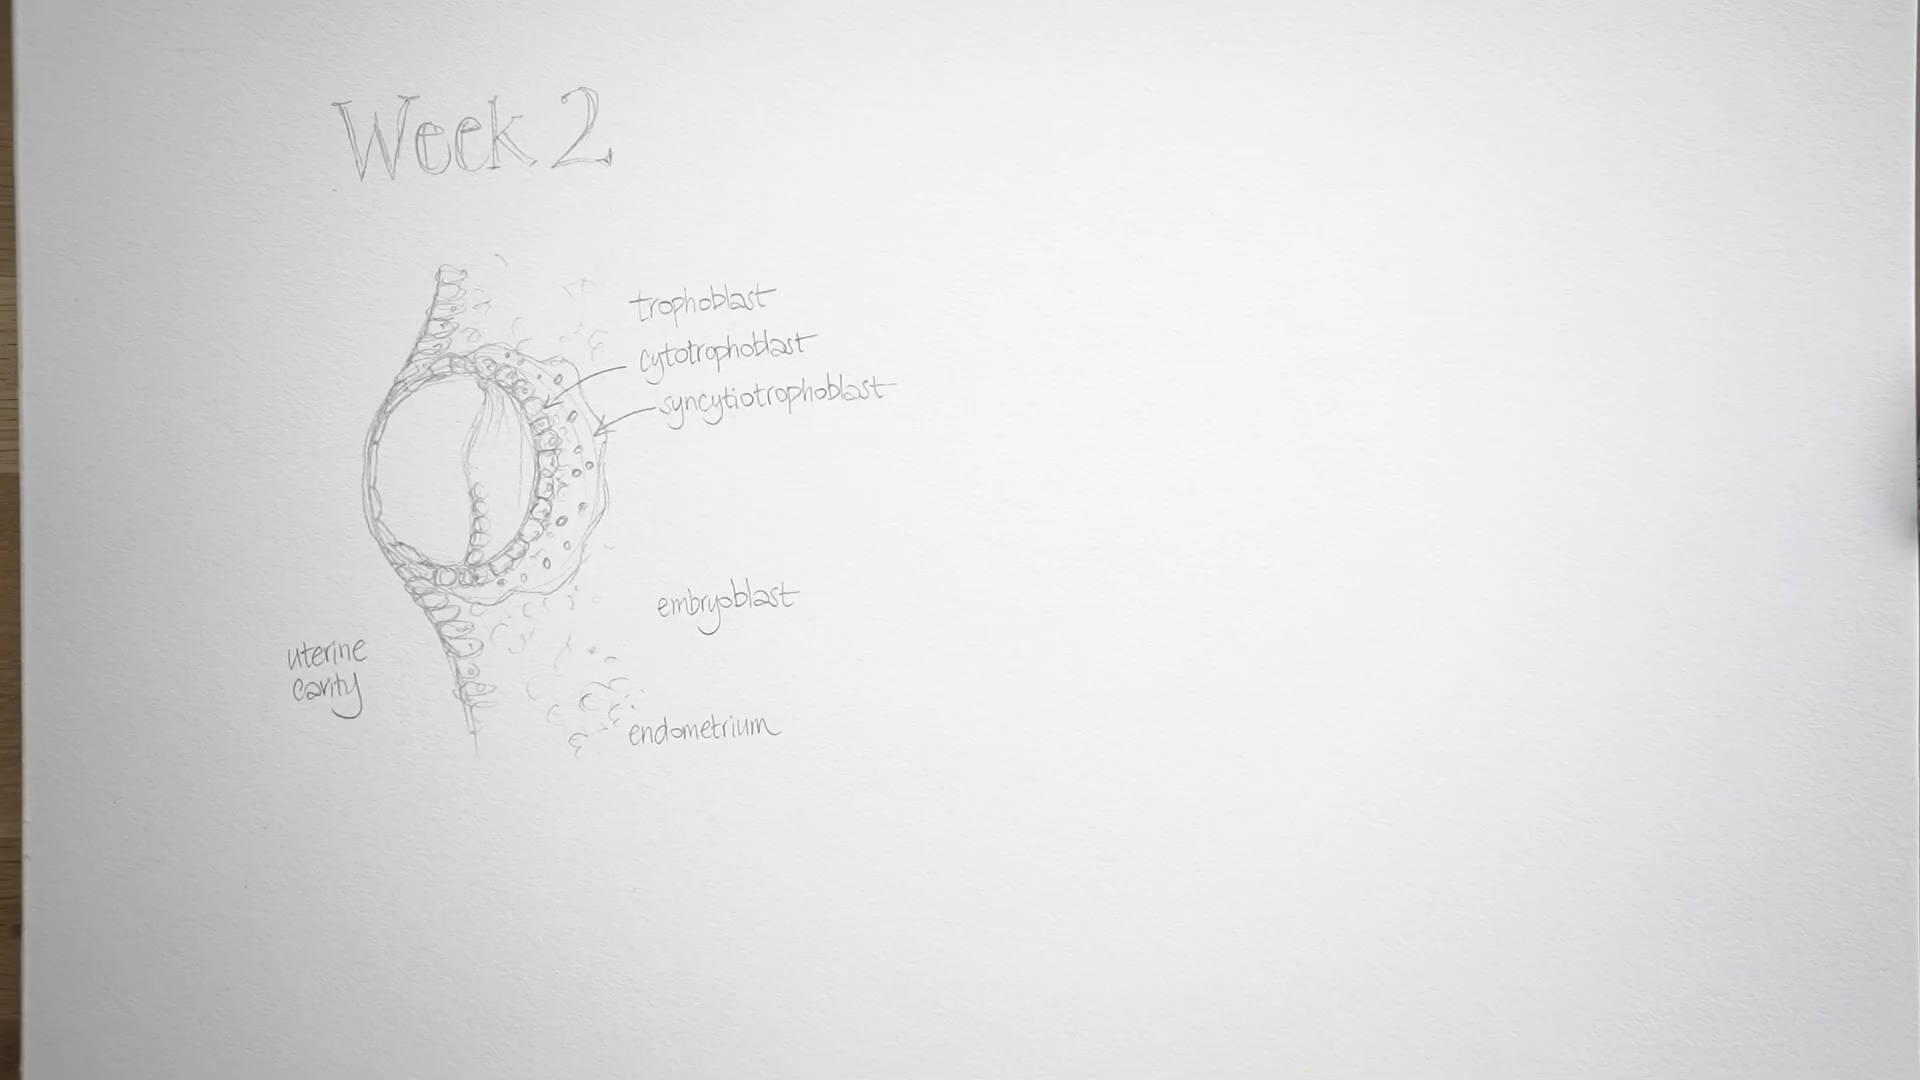 Week 2
trophoblast
cytotrophoblast
syncytiotrophoblast
embryoblast
uterine
cavity
endometrium